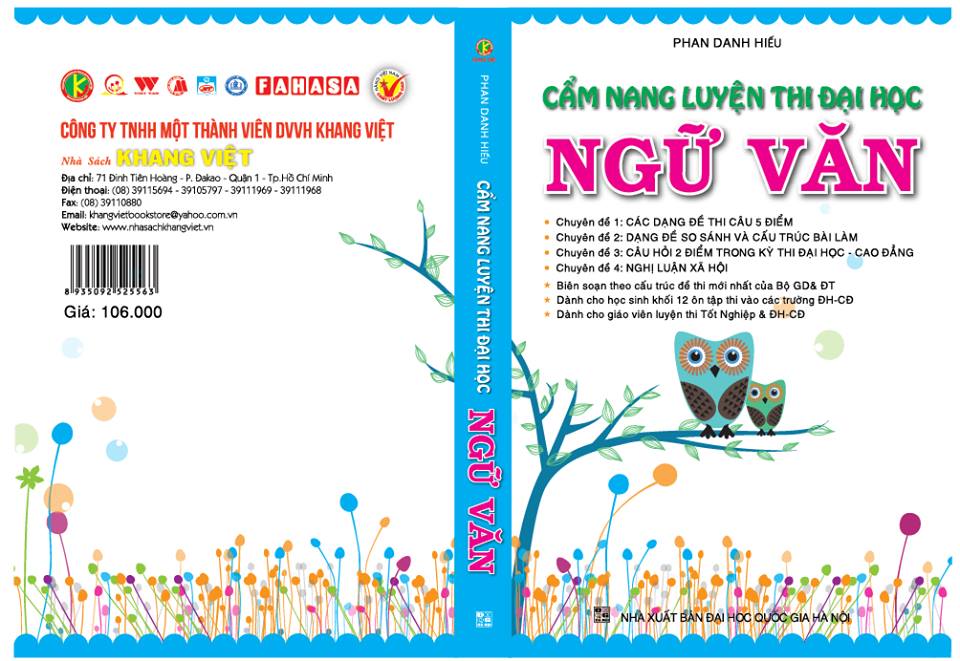 FAHASA
CÔNG TY TNHH MỘT THÀNH VIÊN DVVH KHANG VIỆT
Nhà Sách KHANG VIỆT
Địa chỉ: 71 Đinh Tiên Hoàng - P. Đakao - Quận 1 - Tp.Hồ Chí Minh
Điện thoại: (08) 39115694 - 39105797 - 39111969 - 39111968
Fax: (08) 39110880
Email: khangvietbookstore@yahoo.com.vn
Website: www.nhasachkhangviet.vn
8 935092 525563
Giá: 106.000
PHAN DANH HIẾU
CẨM NANG LUYỆN THI ĐẠI HỌC
NGỮ VĂN
PHAN DANH HIẾU
CẨM NANG LUYỆN THI ĐẠI HỌC
NGỮ VĂN
• Chuyên đề 1: CÁC DẠNG ĐỀ THI CÂU 5 ĐIỂM
• Chuyên đề 2: DẠNG ĐỀ SO SÁNH VÀ CẤU TRÚC BÀI LÀM
• Chuyên đề 3: CÂU HỎI 2 ĐIỂM TRONG KỲ THI ĐẠI HỌC - CAO ĐẲNG
• Chuyên đề 4: NGHỊ LUẬN XÃ HỘI
★ Biên soạn theo cấu trúc đề thi mới nhất của Bộ GD& ĐT
★ Dành cho học sinh khối 12 ôn tập thi vào các trường ĐH-CĐ
★ Dành cho giáo viên luyện thi Tốt Nghiệp & ĐH-CĐ
NHÀ XUẤT BẢN ĐẠI HỌC QUỐC GIA HÀ NỘI